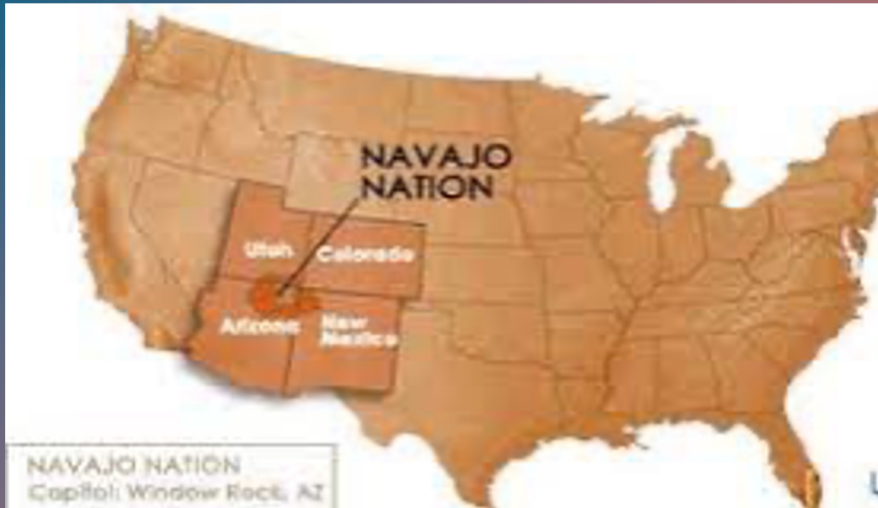 NAVAJO
NATION
Utah
Colorado
Arizona
New
Mexico
NAVAJO NATION
Capitol: Window Rock, AZ